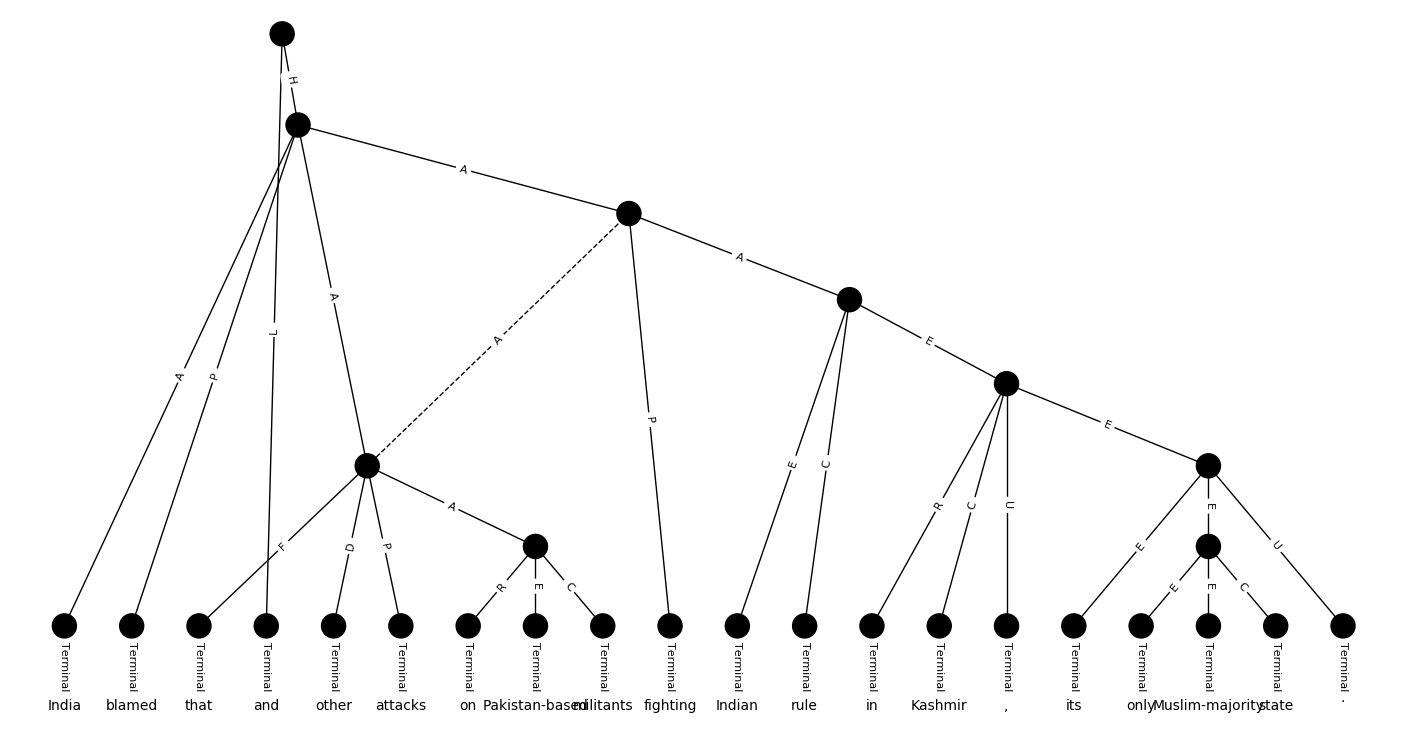 H
A
A
A
P
L
A
A
E
P
E
E
C
R
C
U
E
F
D
P
A
R
E
C
E
E
U
E
E
C
Terminal Terminal Terminal Terminal Terminal Terminal Terminal Terminal Terminal Terminal Terminal Terminal Terminal Terminal Terminal Terminal Terminal Terminal Terminal Terminal
India blamed that and other attacks on Pakistan-based militants fighting Indian rule in Kashmir , its only Muslim-majority state .